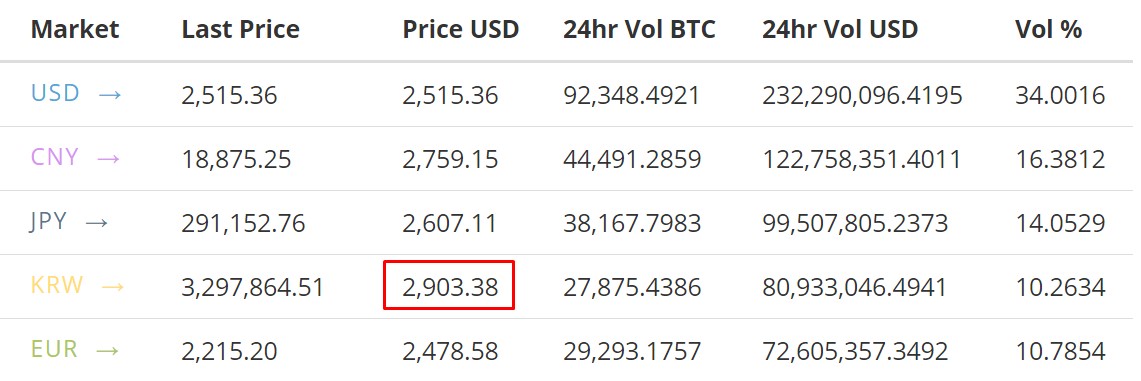 Market Last Price Price USD 24hr Vol BTC 24hr Vol USD Vol %
USD → 2,515.36 2,515.36 92,348.4921 232,290,096.4195 34.0016
CNY → 18,875.25 2,759.15 44,491.2859 122,758,351.4011 16.3812
JPY → 291,152.76 2,607.11 38,167.7983 99,507,805.2373 14.0529
KRW → 3,297,864.51 2,903.38 27,875.4386 80,933,046.4941 10.2634
EUR → 2,215.20 2,478.58 29,293.1757 72,605,357.3492 10.7854